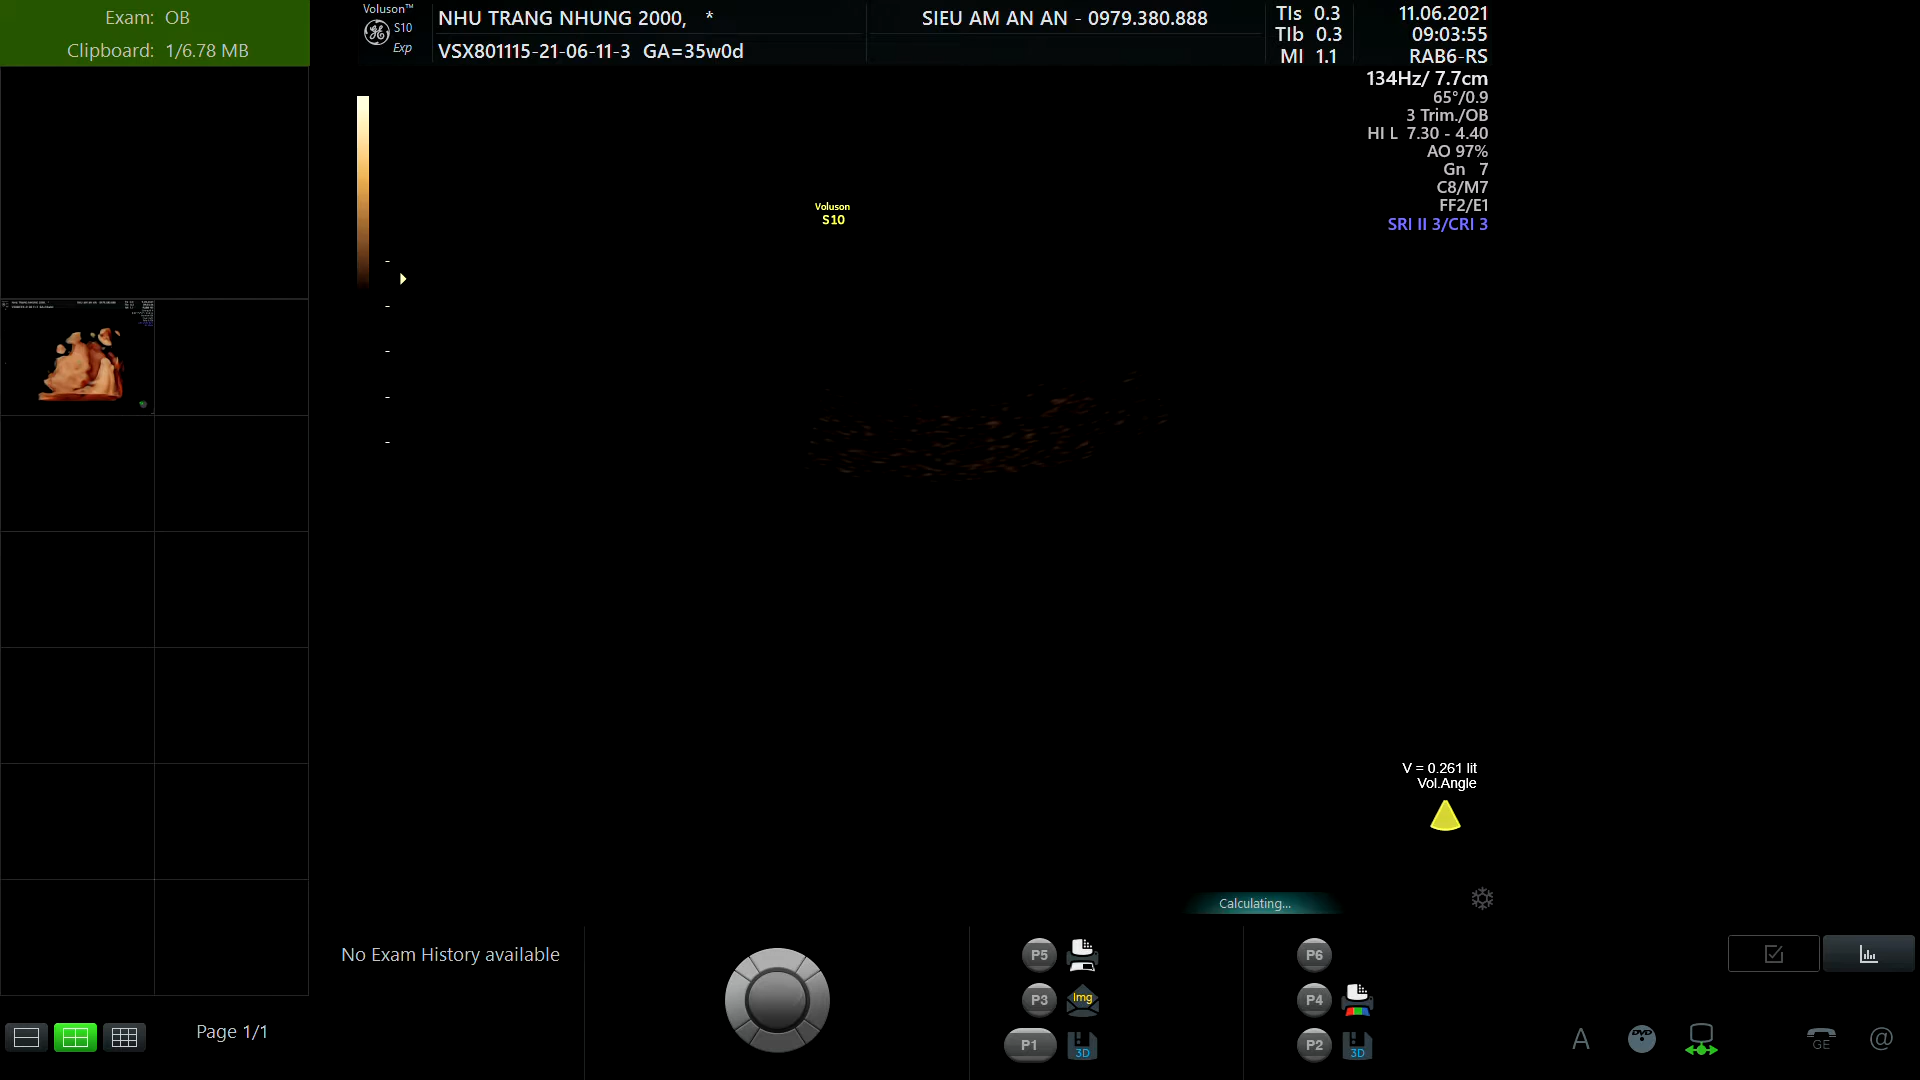 Exam: OB
Clipboard: 1/6.78 MB
Voluson™
S10
Exp
NHU TRANG NHUNG 2000, *
VSX801115-21-06-11-3 GA=35w0d
SIEU AM AN AN - 0979.380.888
TIs 0.3
TIb 0.3
MI 1.1
11.06.2021
09:03:55
RAB6-RS
134Hz/ 7.7cm
65°/0.9
3 Trim./OB
HI L 7.30 - 4.40
AO 97%
Gn 7
C8/M7
FF2/E1
SRI II 3/CRI 3
Voluson
S10
V = 0.261 lit
Vol.Angle
Calculating...
No Exam History available
P5
P3 Img
P1 3D
P6
P4
P2 3D
Page 1/1
A
DVD
GE
@